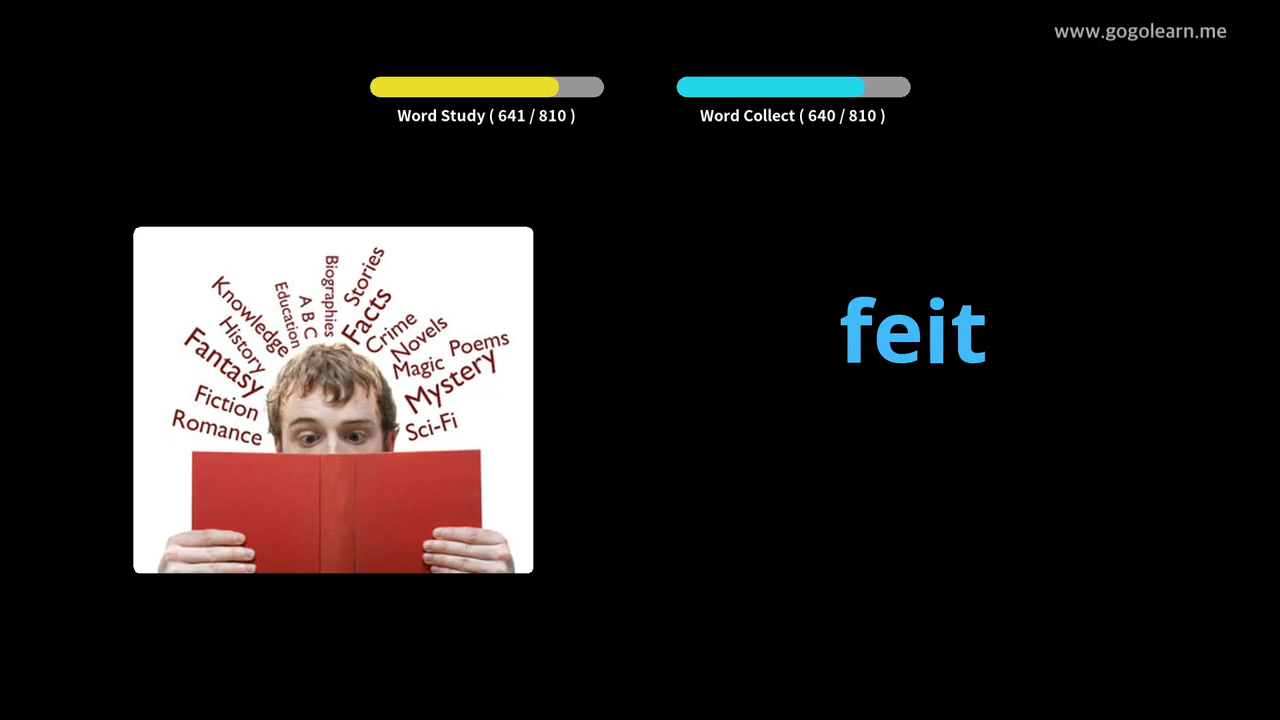 www.gogolearn.me
Word Study ( 641 / 810 )
Word Collect ( 640 / 810 )
Stories
Biographies
Facts
A B C
Education
Knowledge
Crime
History
Novels
Fantasy
Poems
Magic
Mystery
Fiction
Romance
Sci-Fi
feit